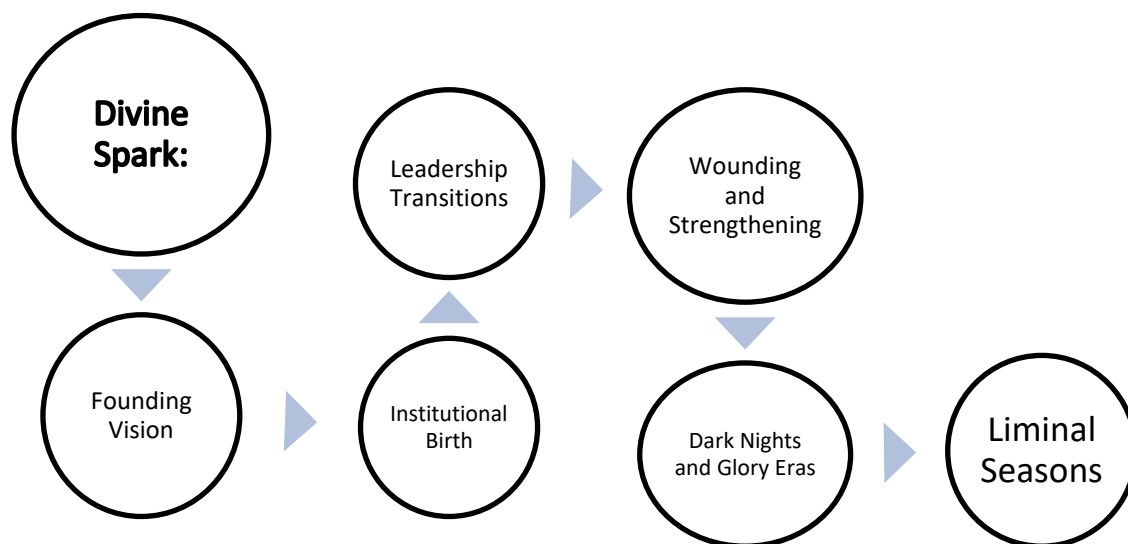 Divine
Spark:
Founding
Vision
Institutional
Birth
Leadership
Transitions
Wounding
and
Strengthening
Dark Nights
and Glory Eras
Liminal
Seasons